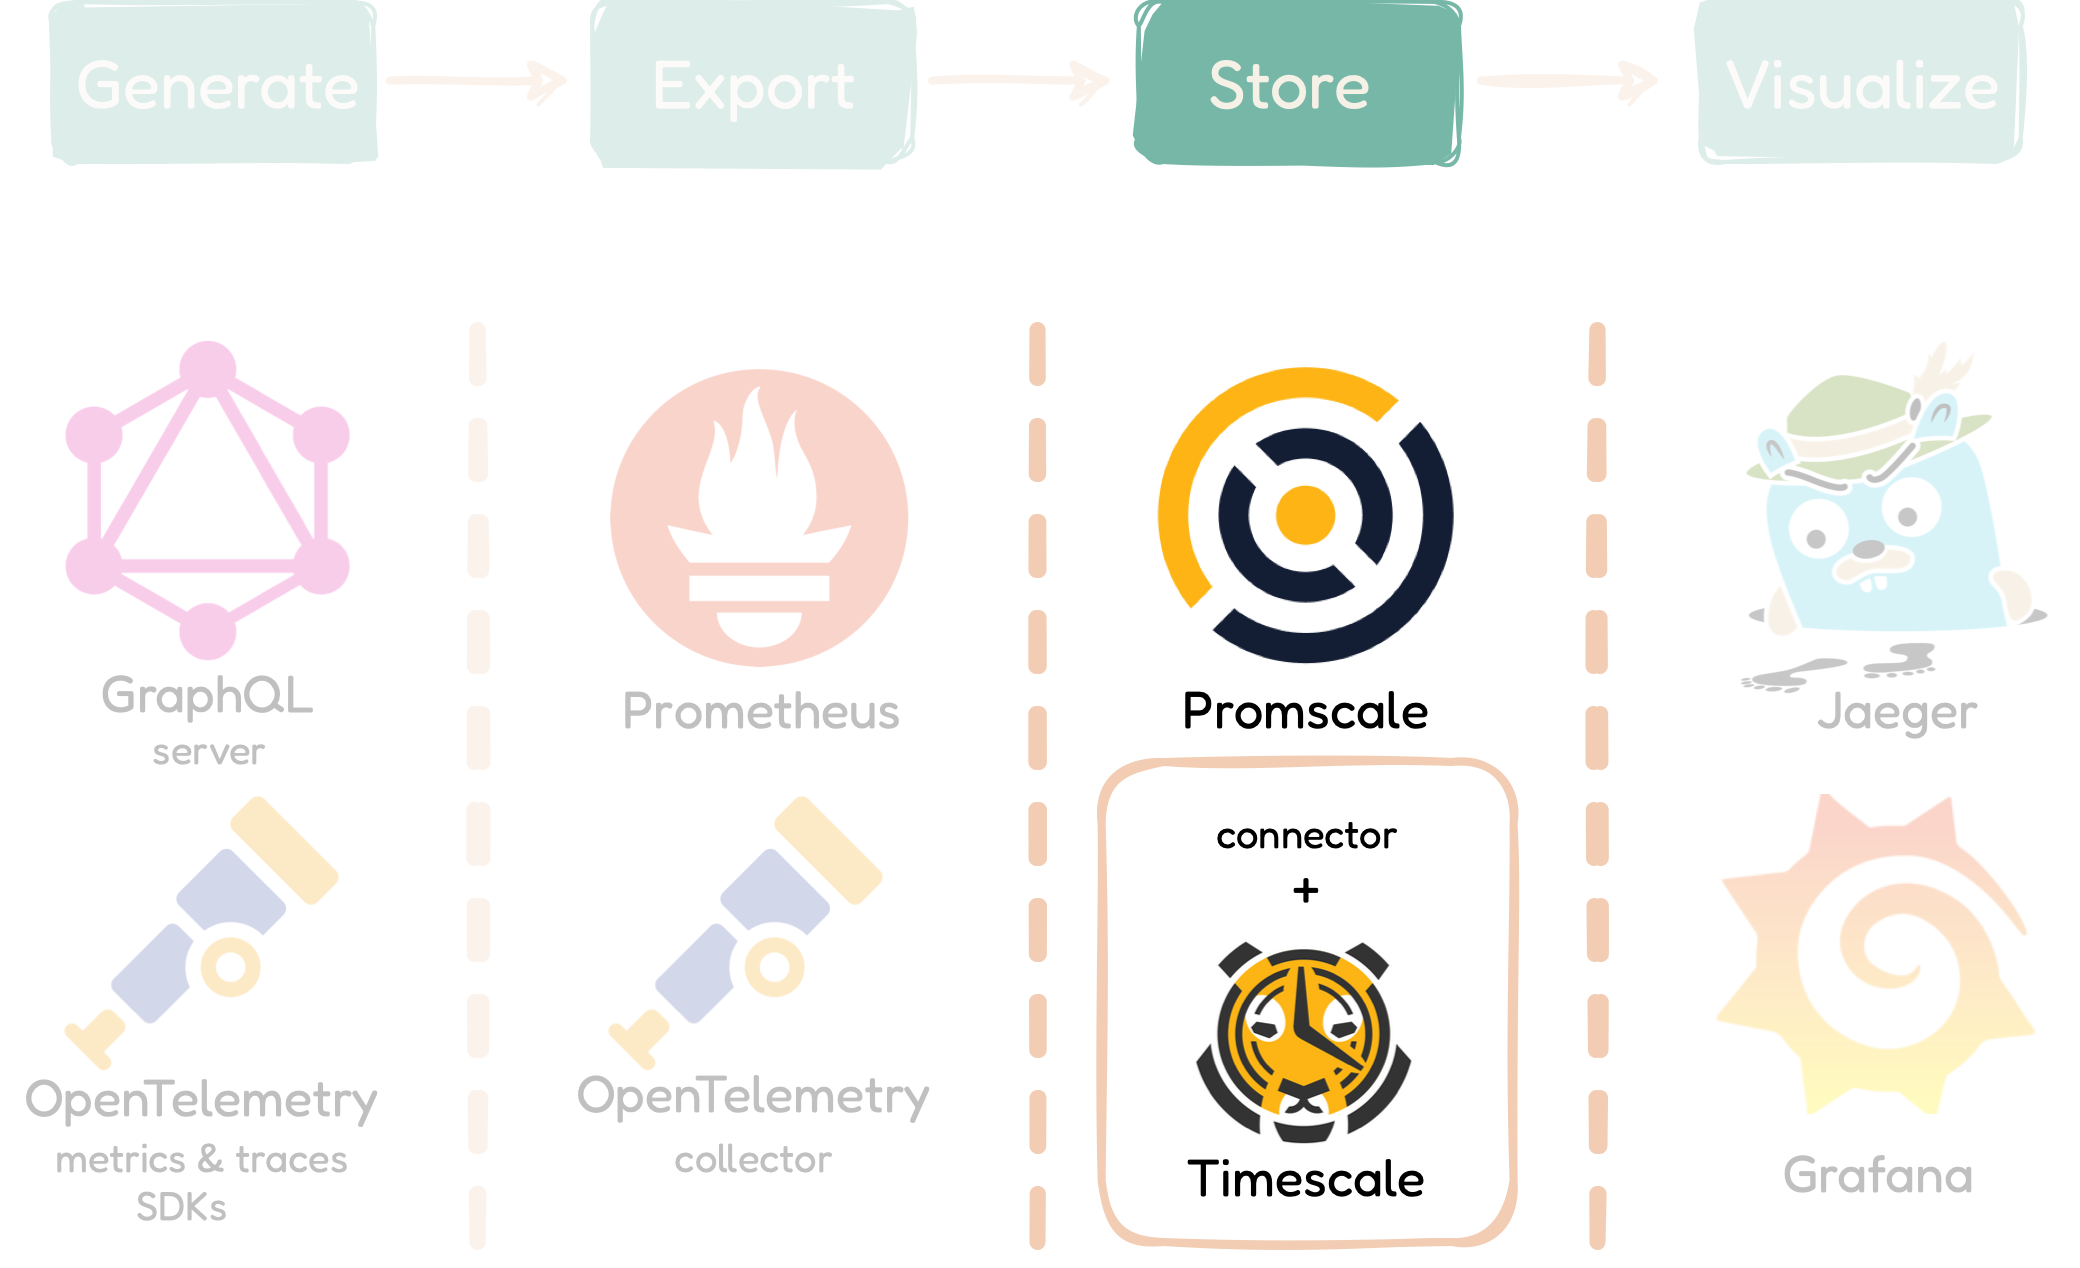 Generate
Export
Store
Visualize
GraphQL
server
OpenTelemetry
metrics & traces
SDKs
Prometheus
OpenTelemetry
collector
Promscale
connector
+
Timescale
Jaeger
Grafana